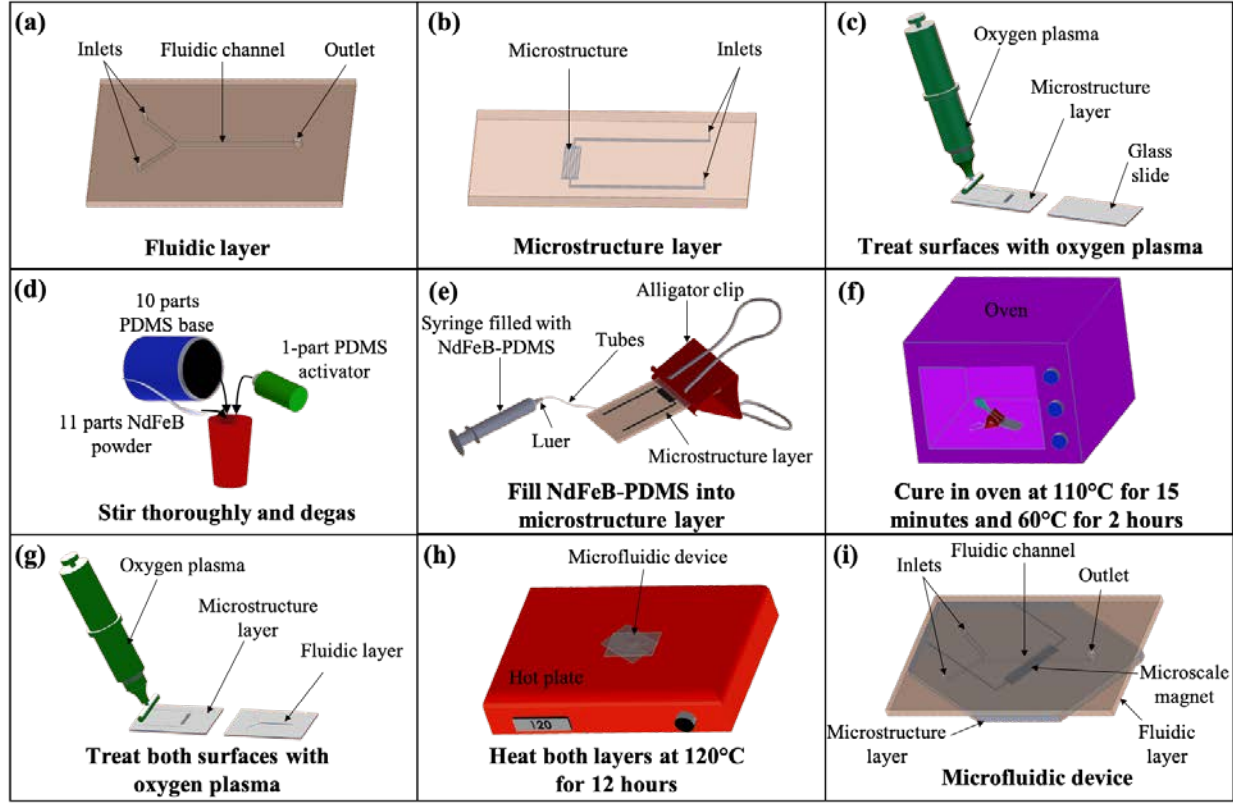 (a)
Inlets
Fluidic channel
Outlet
Fluidic layer
(b)
Microstructure
Inlets
Microstructure layer
(c)
Oxygen plasma
Microstructure
layer
Glass
slide
Treat surfaces with oxygen plasma
(d)
10 parts
PDMS base
1-part PDMS
activator
11 parts NdFeB
powder
Stir thoroughly and degas
(e)
Alligator clip
Syringe filled with
NdFeB-PDMS
Tubes
Luer
Microstructure layer
Fill NdFeB-PDMS into
microstructure layer
(f)
Oven
Cure in oven at 110°C for 15
minutes and 60°C for 2 hours
(g)
Oxygen plasma
Microstructure
layer
Fluidic layer
Treat both surfaces with
oxygen plasma
(h)
Microfluidic device
Hot plate
120
Heat both layers at 120°C
for 12 hours
(i)
Fluidic channel
Inlets
Outlet
Microscale
magnet
Microstructure
layer
Fluidic
layer
Microfluidic device